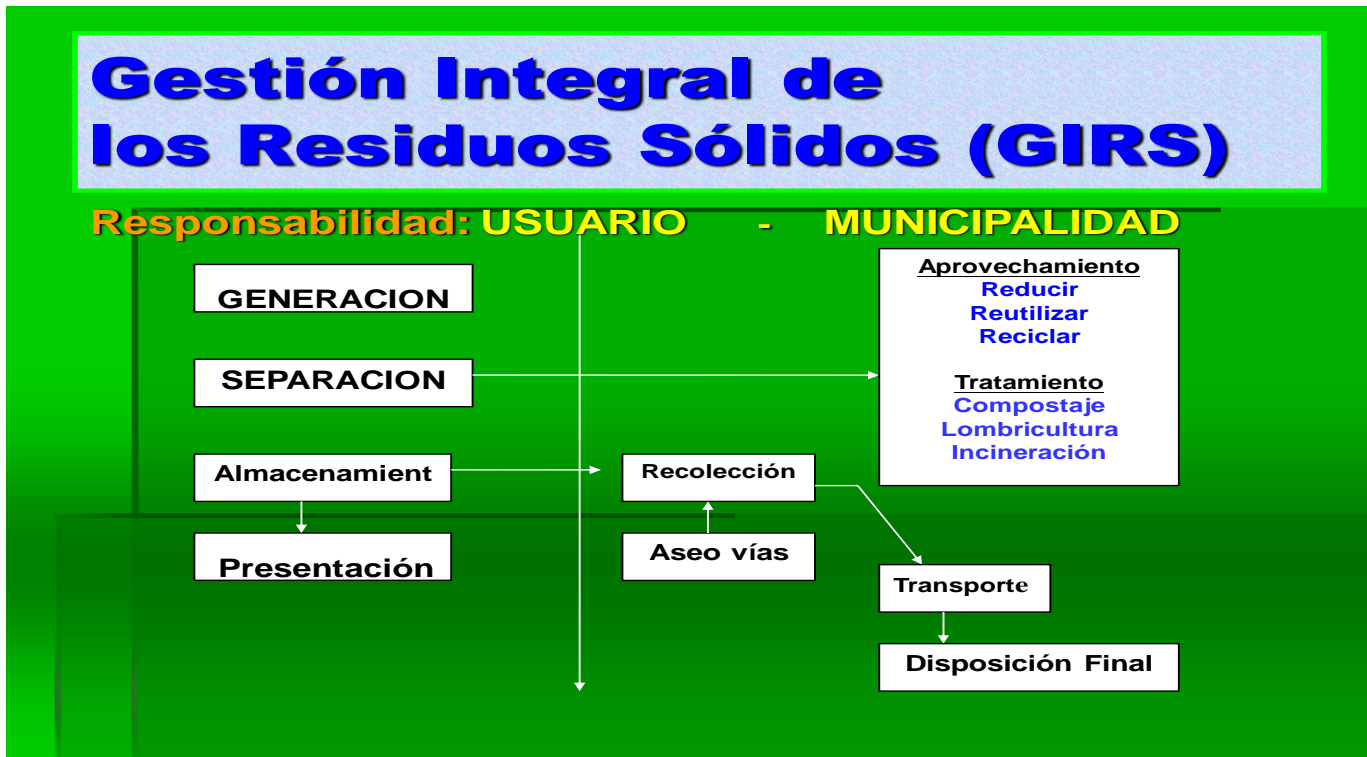 Gestión Integral de
los Residuos Sólidos (GIRS)
Responsabilidad: USUARIO - MUNICIPALIDAD
GENERACION
SEPARACION
Almacenamient
Presentación
Recolección
Aseo vías
Aprovechamiento
Reducir
Reutilizar
Reciclar
Tratamiento
Compostaje
Lombricultura
Incineración
Transporte
Disposición Final